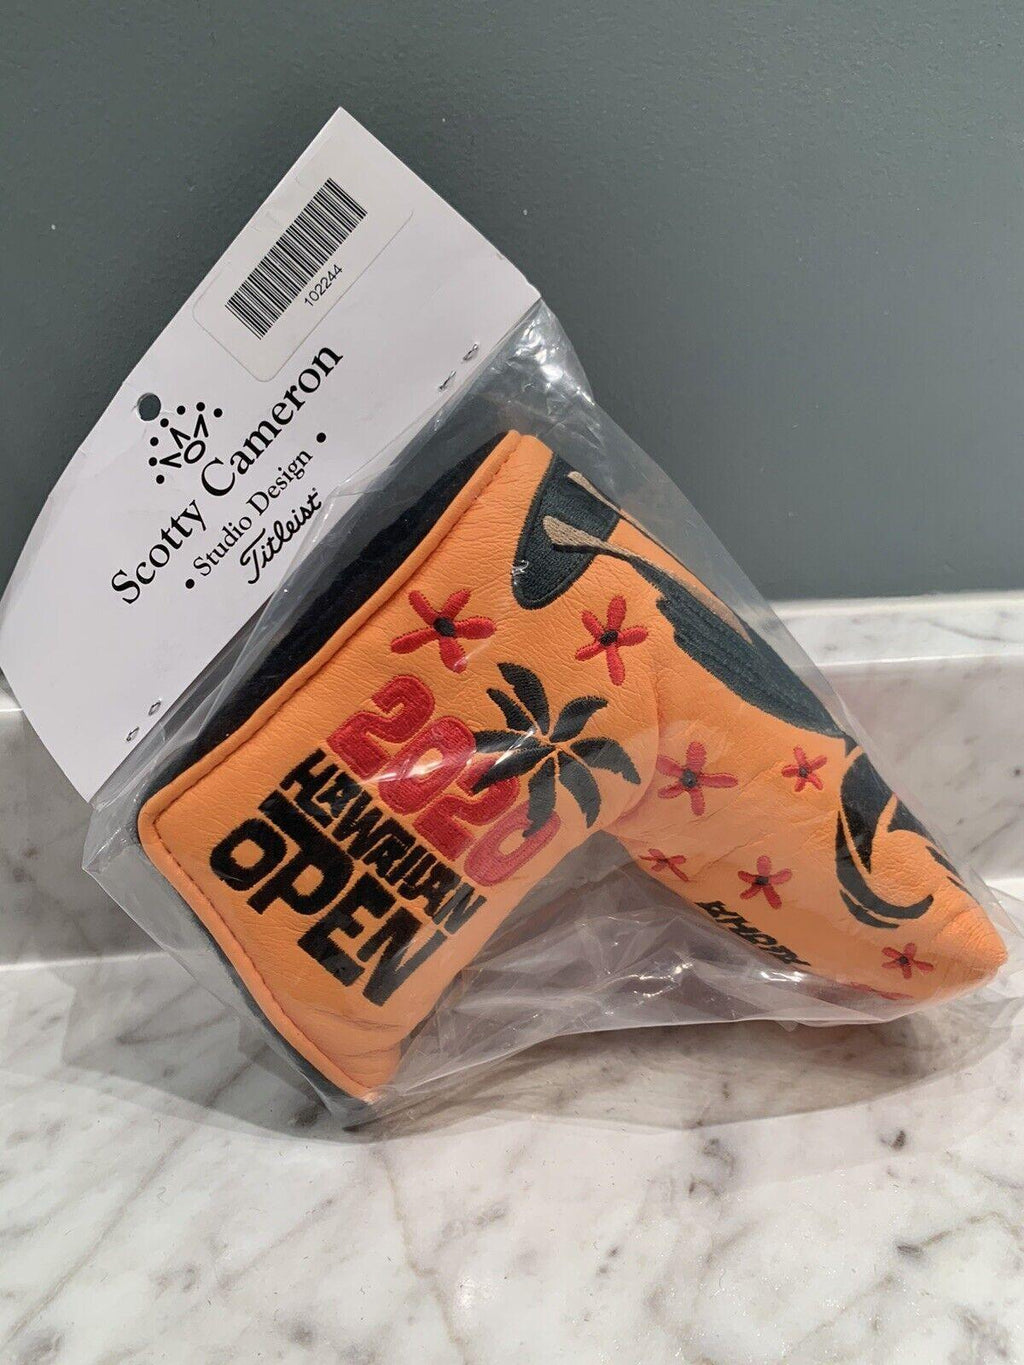 102244
Scotty Cameron
• Studio Design •
Titleist
2020
HAWAIIAN
OPEN